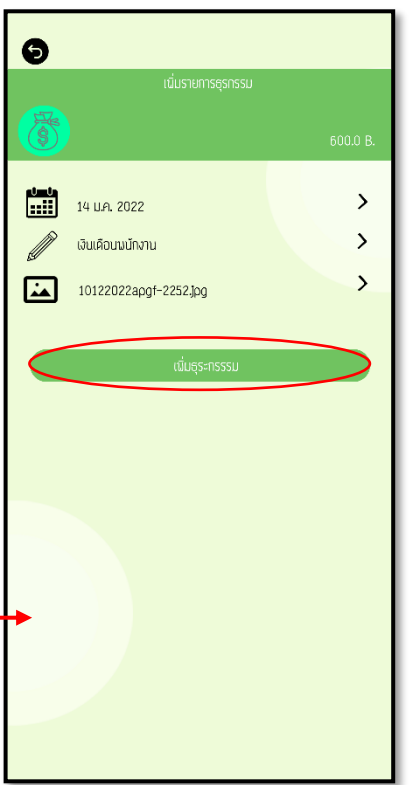 เพิ่มรายการธุรกรรม
600.0 B.
14 ม.ค. 2022
เงินเดือนพนักงาน
10122022apgf-2252.jpg
เพิ่มธุระกรรรม